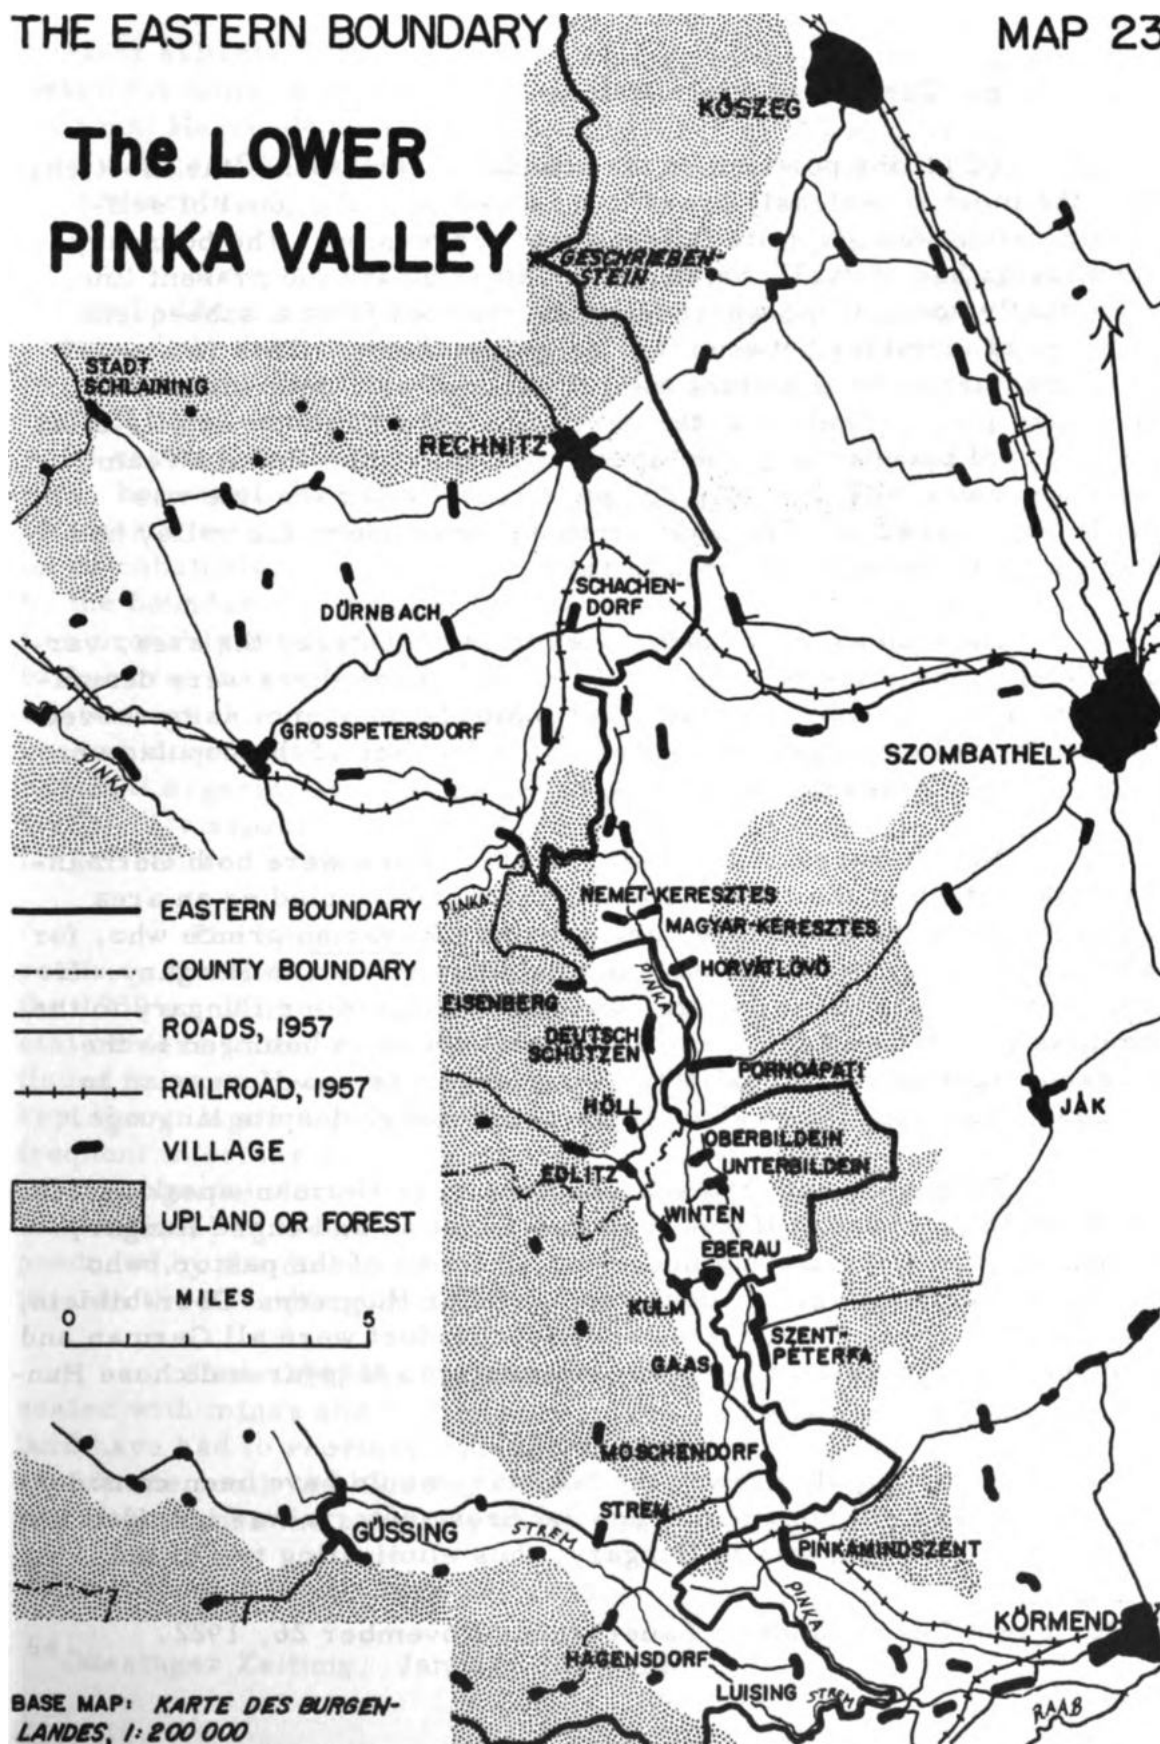 THE EASTERN BOUNDARY
MAP 23
The LOWER
PINKA VALLEY
KÖSZEG
GESCHRIEBEN-
STEIN
STADT
SCHLAINING
RECHNITZ
SCHACHEN-
DORF
DÜRNBACH
GROSSPETERSDORF
SZOMBATHELY
PINKA
EASTERN BOUNDARY
COUNTY BOUNDARY
ROADS, 1957
RAILROAD, 1957
VILLAGE
UPLAND OR FOREST
MILES
0 5
PINKA
NEMET-KERESZTES
MAGYAR-KERESZTES
HORVÁTLÖVÖ
PINKA
EISENBERG
DEUTSCH
SCHÜTZEN
PORNOÁPATI
JÁK
HÖLL
OBERBILDEIN
UNTERBILDEIN
EDLITZ
WINTEN
EBERAU
KULM
SZENT-
PÉTERFA
GAAS
MOSCHENDORF
STREM
STREM
GÜSSING
PINKAMINDSZENT
PINKA
KÖRMEND
HAGENSDORF
LUISING
STREM
RAAB
BASE MAP: KARTE DES BURGEN-
LANDES, 1:200 000